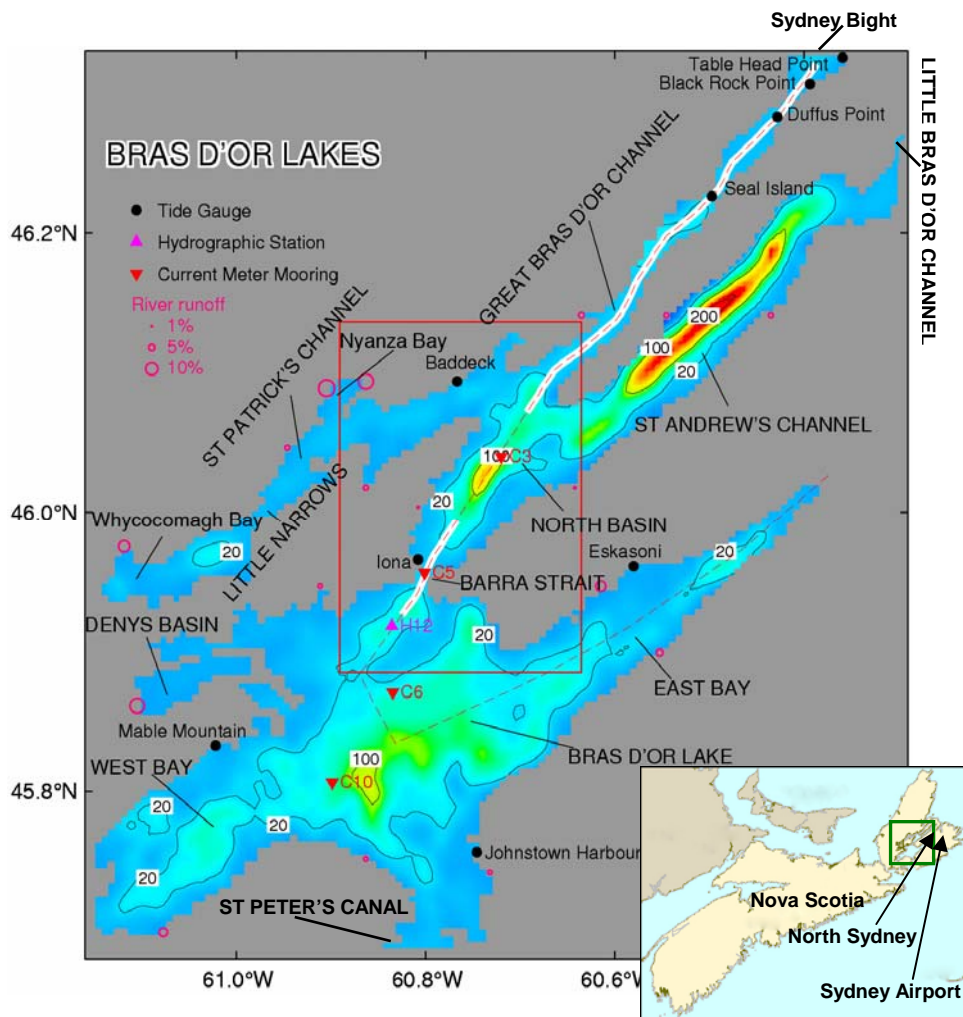 Sydney Bight
Table Head Point
Black Rock Point
Duffus Point
LITTLE BRAS D'OR CHANNEL
BRAS D'OR LAKES
GREAT BRAS D'OR CHANNEL
Seal Island
Tide Gauge
46.2°N
Hydrographic Station
Current Meter Mooring
River runoff
1%
5%
10%
ST PATRICK'S CHANNEL
Nyanza Bay
Baddeck
200
100
20
ST ANDREW'S CHANNEL
100
C3
20
NORTH BASIN
46.0°N
Whycocomagh Bay
20
LITTLE NARROWS
Iona
C5
BARRA STRAIT
Eskasoni
20
DENYS BASIN
H12
20
EAST BAY
C6
Mable Mountain
BRAS D'OR LAKE
WEST BAY
100
C10
45.8°N
20
20
20
Johnstown Harbour
ST PETER'S CANAL
Nova Scotia
North Sydney
Sydney Airport
61.0°W
60.8°W
60.6°W